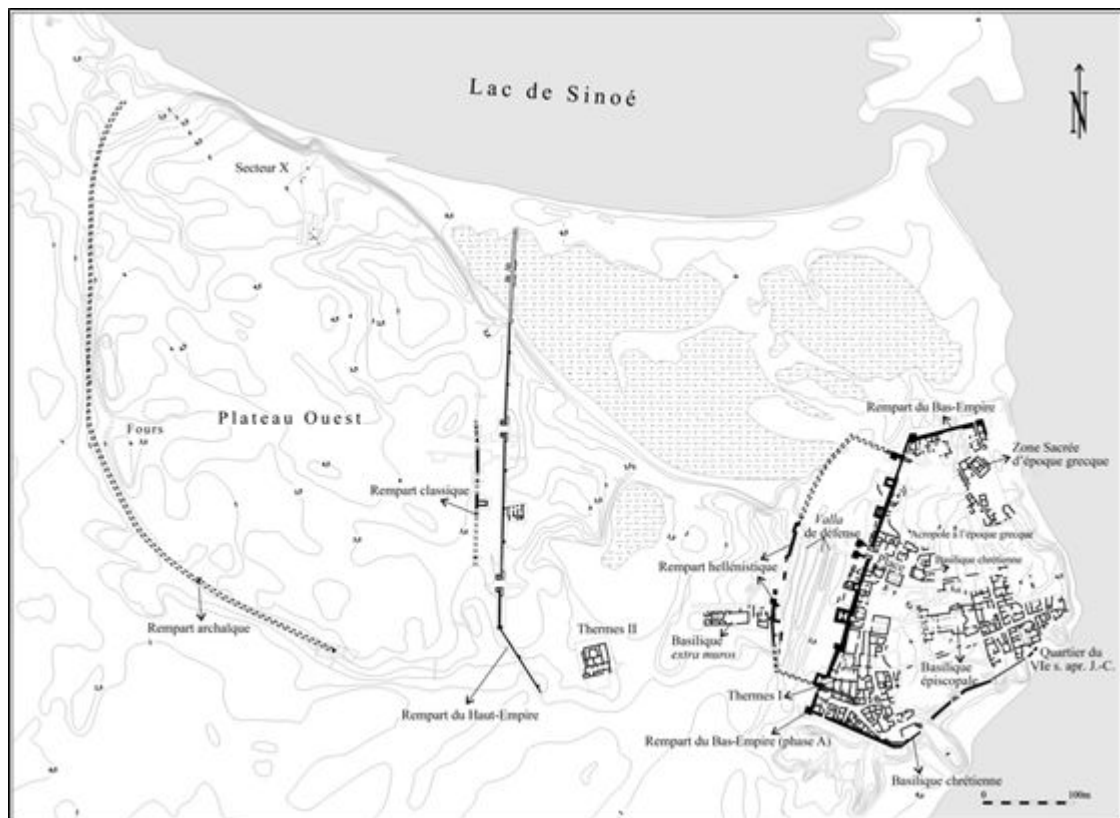 Lac de Sinoé
N
Secteur X
Plateau Ouest
Fours
Rempart classique
Rempart archaïque
Rempart du Haut-Empire
Thermes II
Rempart du Bas-Empire
Zone Sacrée
d'époque grecque
Valla
de défense
Acropole à l'époque grecque
Basilique chrétienne
Rempart hellénistique
Basilique
extra muros
Basilique
épiscopale
Quartier du
VIe s. apr. J.-C.
Thermes I
Rempart du Bas-Empire (phase A)
Basilique chrétienne
0 100m